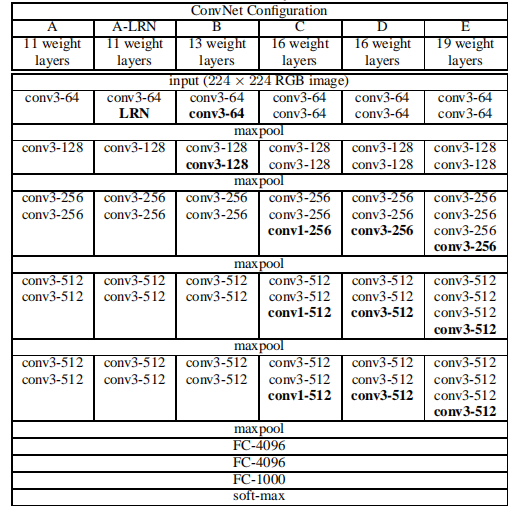 ConvNet Configuration
A A-LRN B C D E
11 weight 11 weight 13 weight 16 weight 16 weight 19 weight
layers layers layers layers layers layers
input (224 × 224 RGB image)
conv3-64 conv3-64 conv3-64 conv3-64 conv3-64 conv3-64
LRN conv3-64 conv3-64 conv3-64 conv3-64
maxpool
conv3-128 conv3-128 conv3-128 conv3-128 conv3-128 conv3-128
conv3-128 conv3-128 conv3-128 conv3-128
maxpool
conv3-256 conv3-256 conv3-256 conv3-256 conv3-256 conv3-256
conv3-256 conv3-256 conv3-256 conv3-256 conv3-256 conv3-256
conv1-256 conv3-256 conv3-256
conv3-256
maxpool
conv3-512 conv3-512 conv3-512 conv3-512 conv3-512 conv3-512
conv3-512 conv3-512 conv3-512 conv3-512 conv3-512 conv3-512
conv1-512 conv3-512 conv3-512
conv3-512
maxpool
conv3-512 conv3-512 conv3-512 conv3-512 conv3-512 conv3-512
conv3-512 conv3-512 conv3-512 conv3-512 conv3-512 conv3-512
conv1-512 conv3-512 conv3-512
conv3-512
maxpool
FC-4096
FC-4096
FC-1000
soft-max